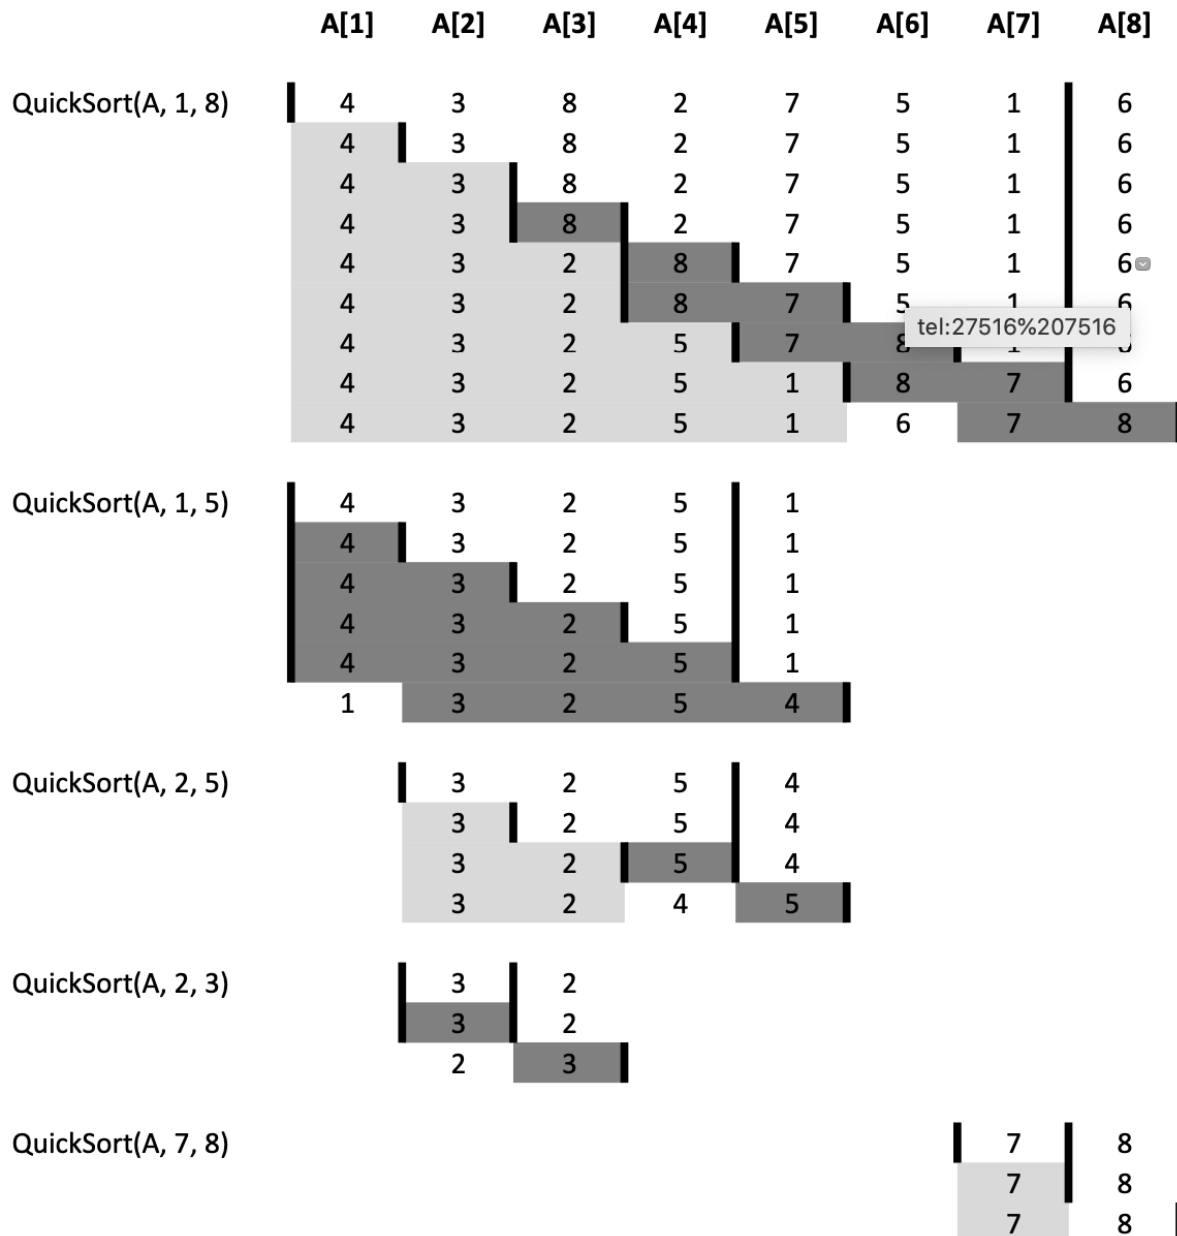 A[1] A[2] A[3] A[4] A[5] A[6] A[7] A[8]
QuickSort(A, 1, 8) 4 3 8 2 7 5 1 6
4 3 8 2 7 5 1 6
4 3 8 2 7 5 1 6
4 3 8 2 7 5 1 6
4 3 2 8 7 5 1 6
4 3 2 8 7 5 1 6
tel:27516%207516
4 3 2 5 7 8 1 6
4 3 2 5 1 8 7 6
4 3 2 5 1 6 7 8
QuickSort(A, 1, 5) 4 3 2 5 1
4 3 2 5 1
4 3 2 5 1
4 3 2 5 1
4 3 2 5 1
1 3 2 5 4
QuickSort(A, 2, 5) 3 2 5 4
3 2 5 4
3 2 5 4
3 2 4 5
QuickSort(A, 2, 3) 3 2
3 2
2 3
QuickSort(A, 7, 8) 7 8
7 8
7 8